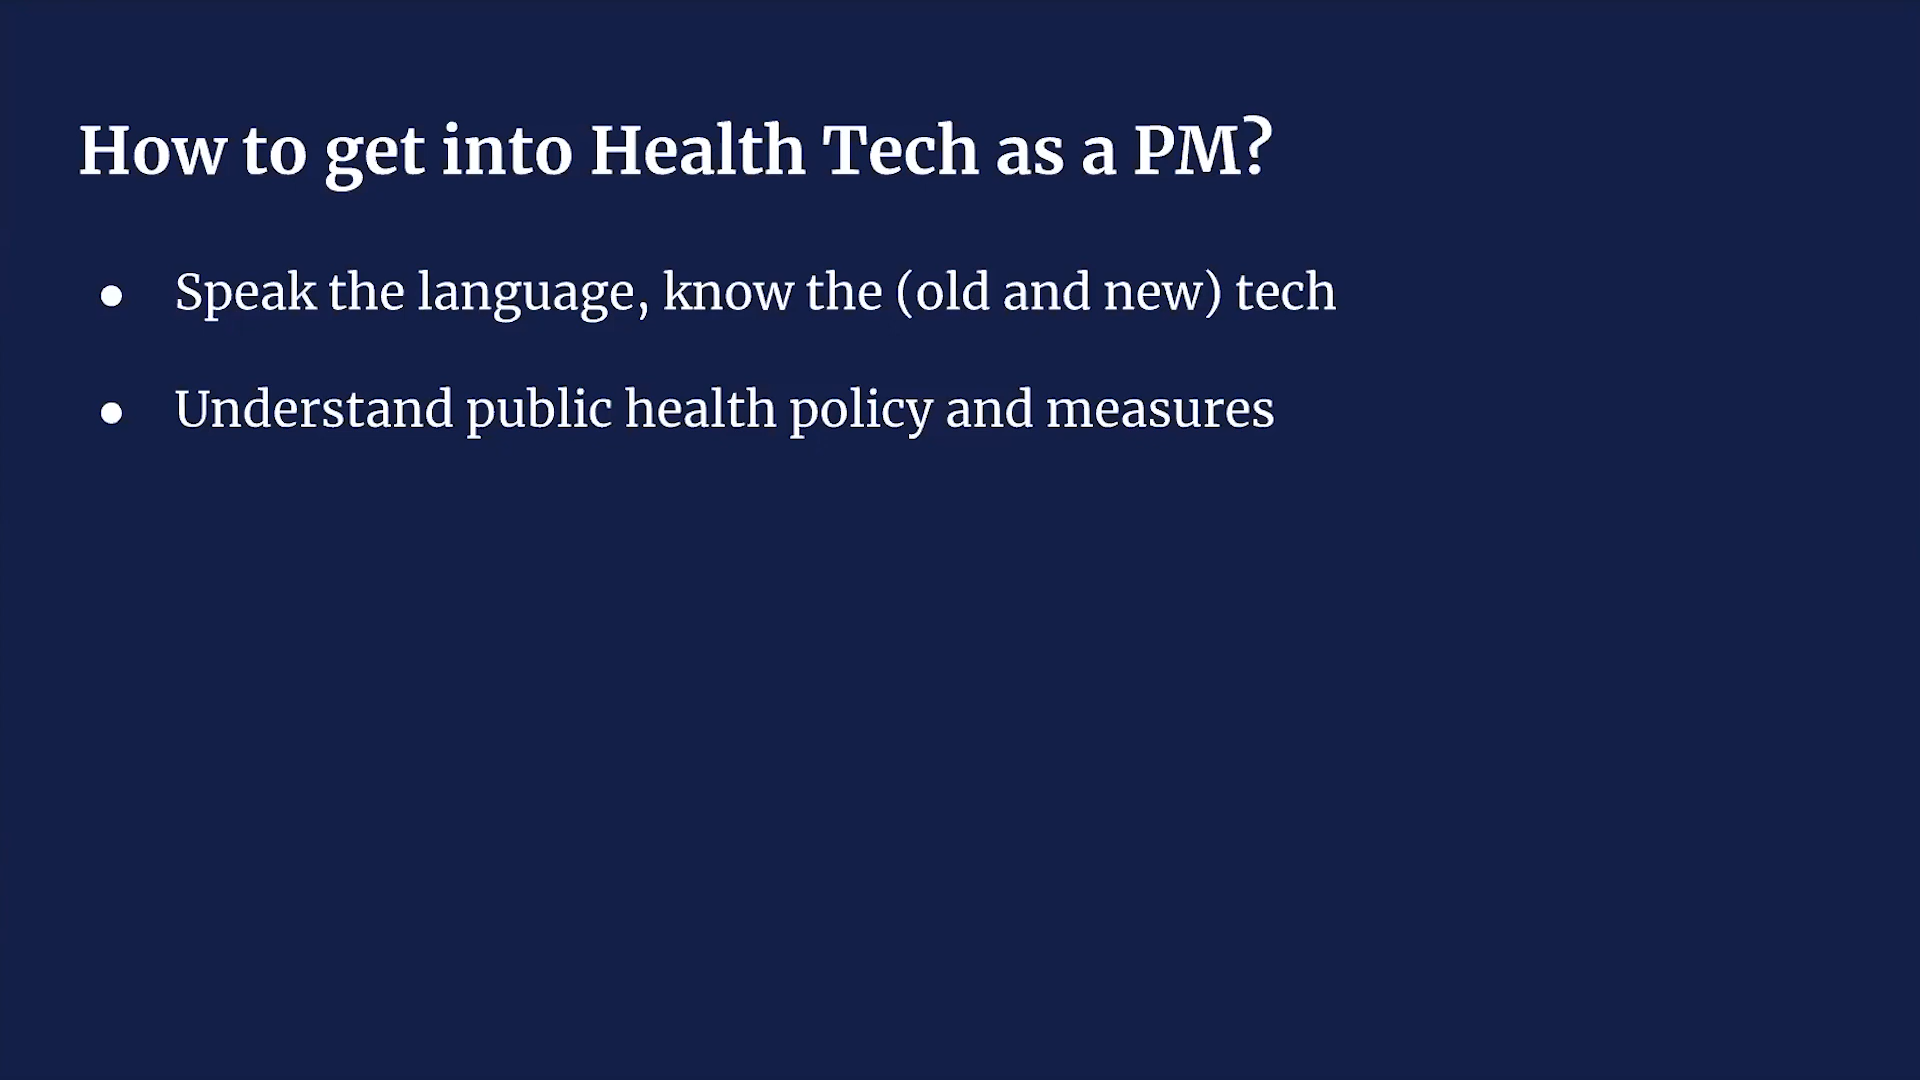 How to get into Health Tech as a PM?
● Speak the language, know the (old and new) tech
● Understand public health policy and measures